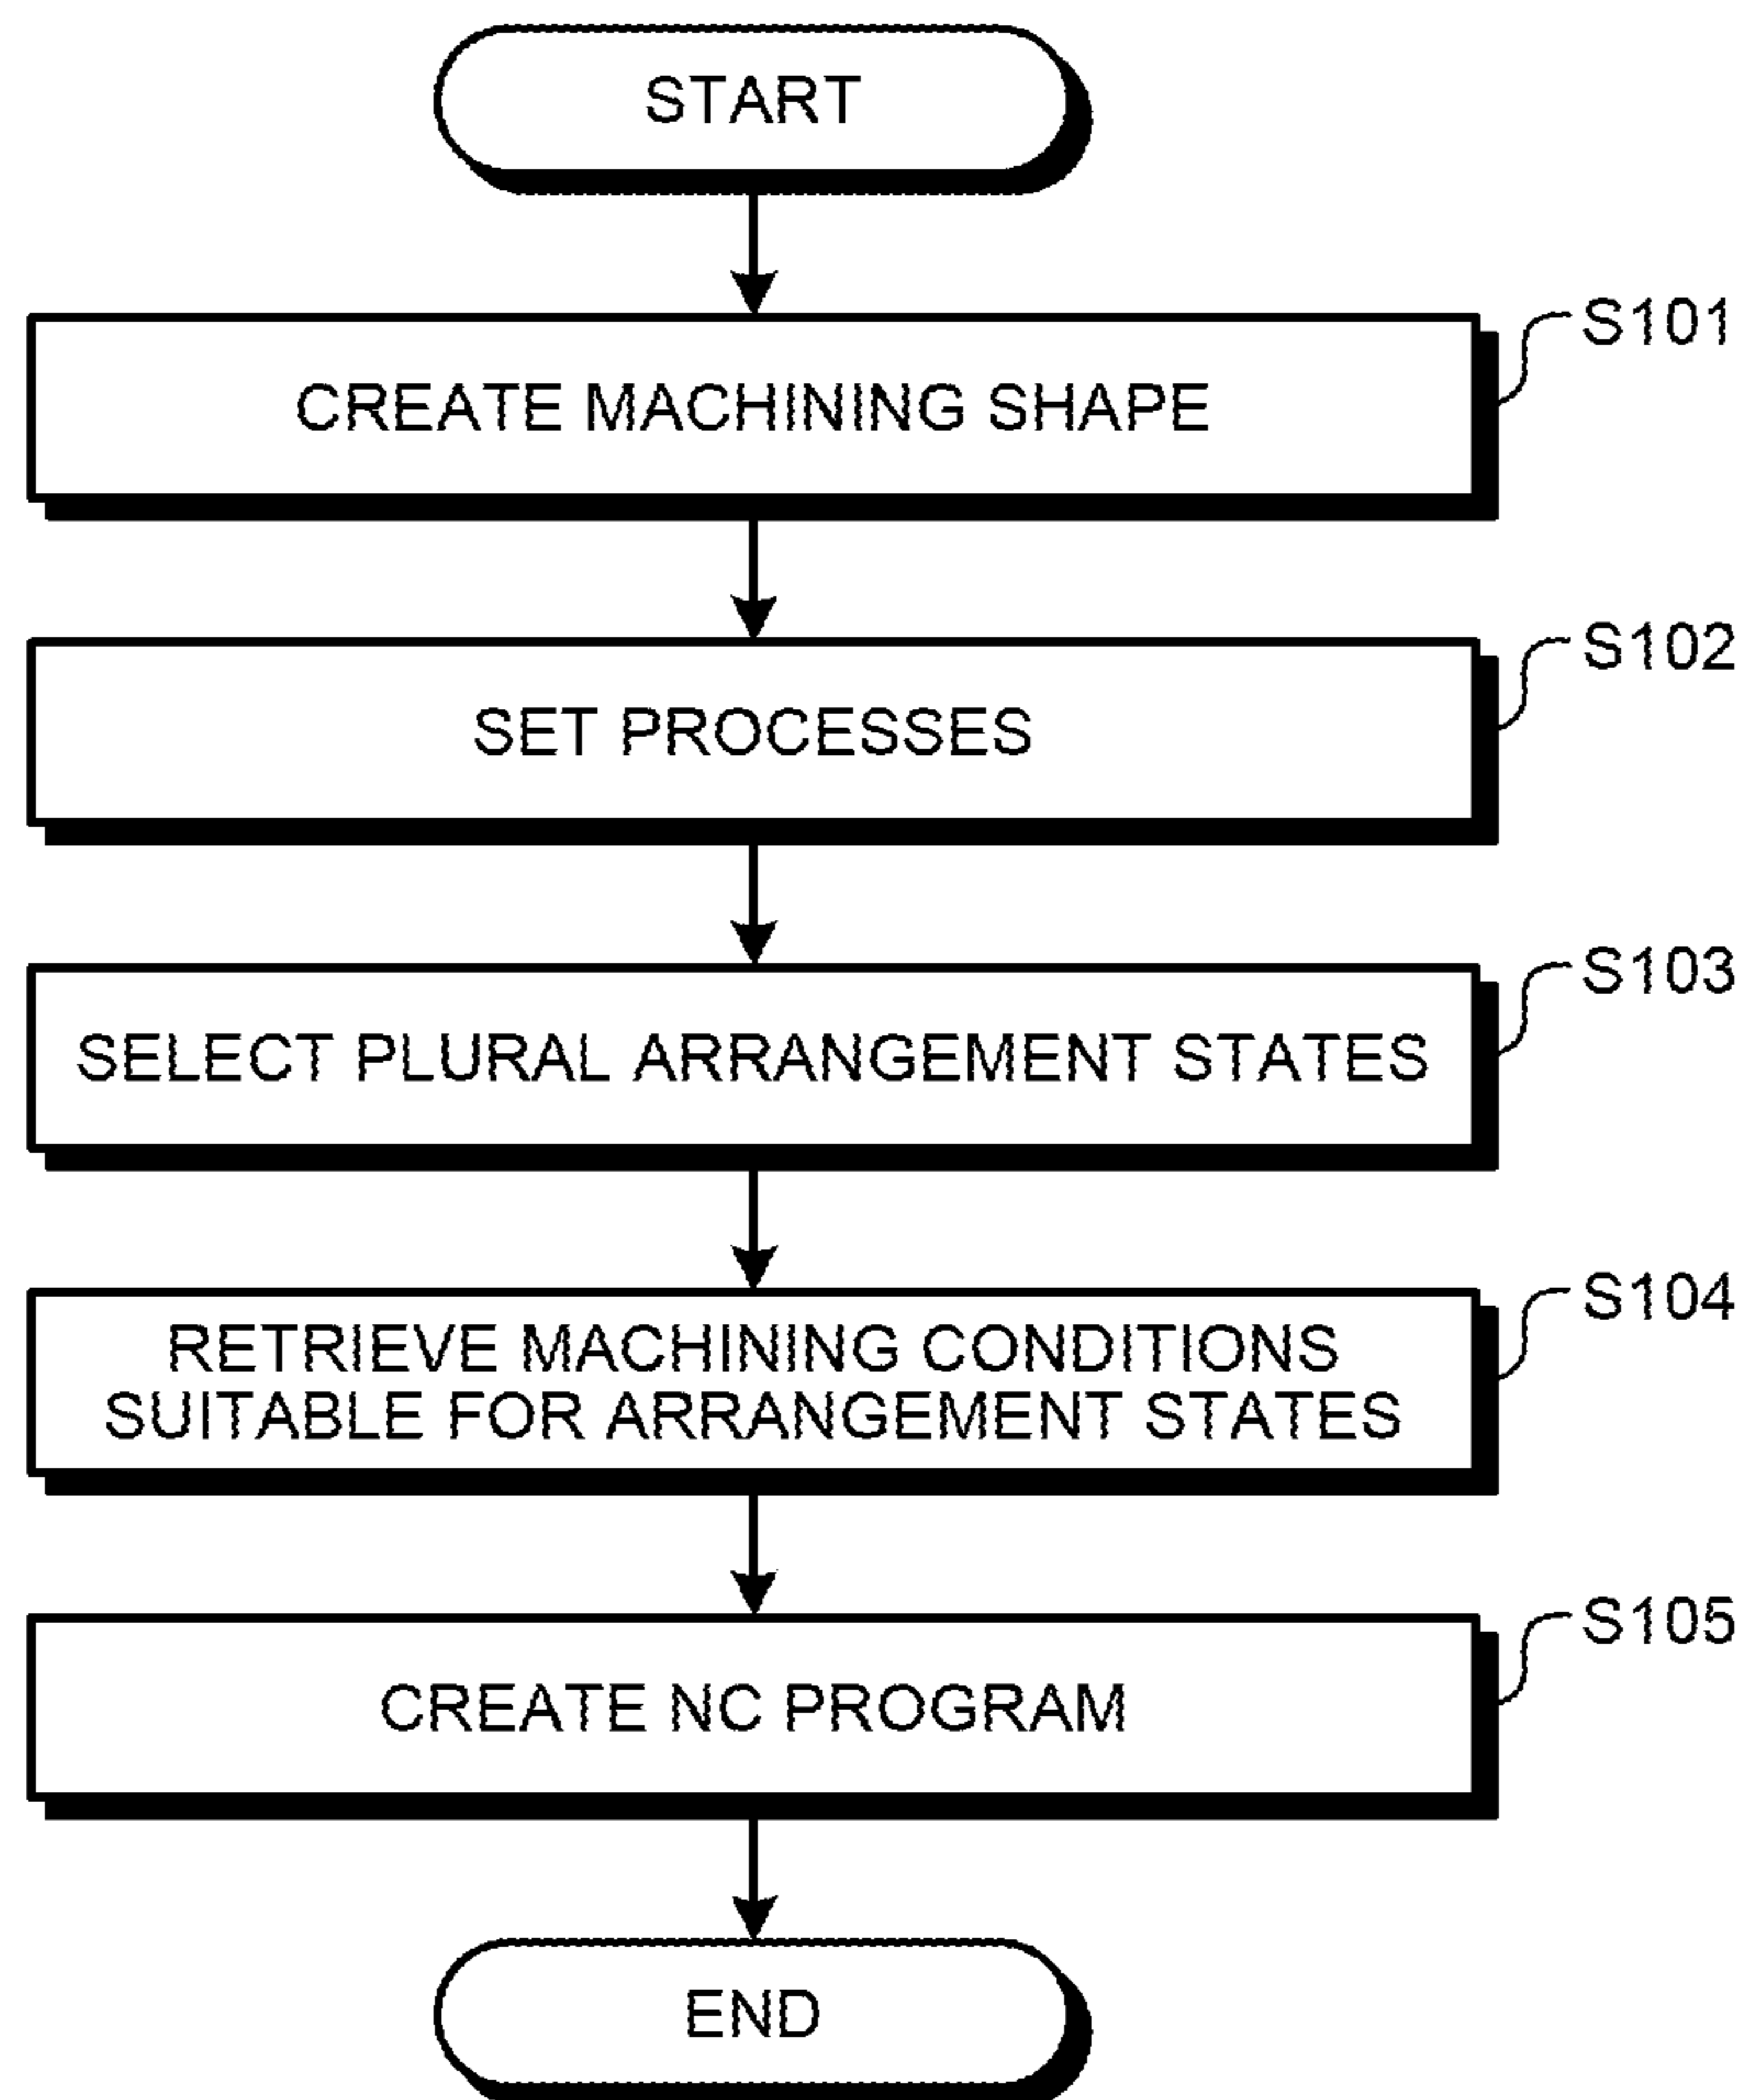 START
S101
CREATE MACHINING SHAPE
S102
SET PROCESSES
S103
SELECT PLURAL ARRANGEMENT STATES
S104
RETRIEVE MACHINING CONDITIONS
SUITABLE FOR ARRANGEMENT STATES
S105
CREATE NC PROGRAM
END